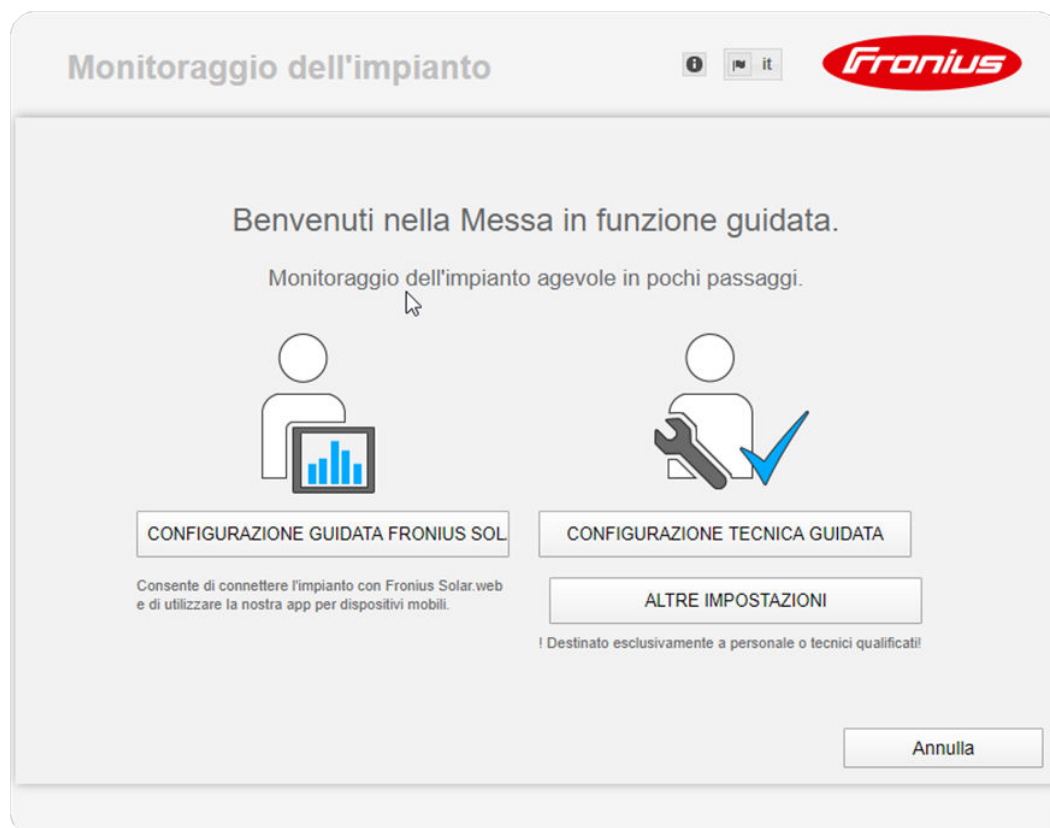 Monitoraggio dell'impianto
it
Fronius
Benvenuti nella Messa in funzione guidata.
Monitoraggio dell'impianto agevole in pochi passaggi.
CONFIGURAZIONE GUIDATA FRONIUS SOL
CONFIGURAZIONE TECNICA GUIDATA
Consente di connettere l'impianto con Fronius Solar.web
e di utilizzare la nostra app per dispositivi mobili.
ALTRE IMPOSTAZIONI
! Destinato esclusivamente a personale o tecnici qualificati!
Annulla